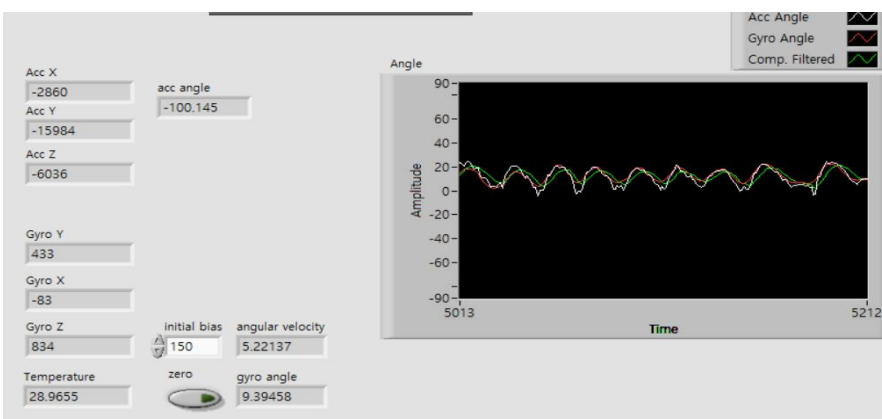 Acc Angle
Gyro Angle
Comp. Filtered
Angle
Acc X
-2860
acc angle
-100.145
Acc Y
-15984
Acc Z
-6036
Gyro Y
433
Gyro X
-83
Gyro Z
834
initial bias
150
angular velocity
5.22137
Temperature
28.9655
zero
gyro angle
9.39458
Amplitude
90
60
40
20
0
-20
-40
-60
-90
5013
5212
Time